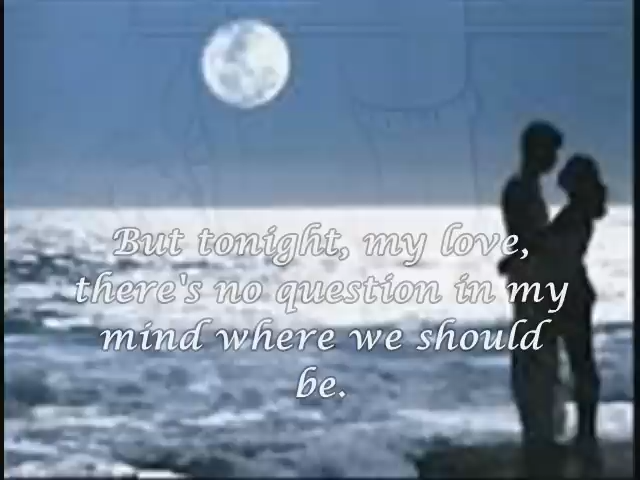 But tonight, my love,
there's no question in my
mind where we should
be.